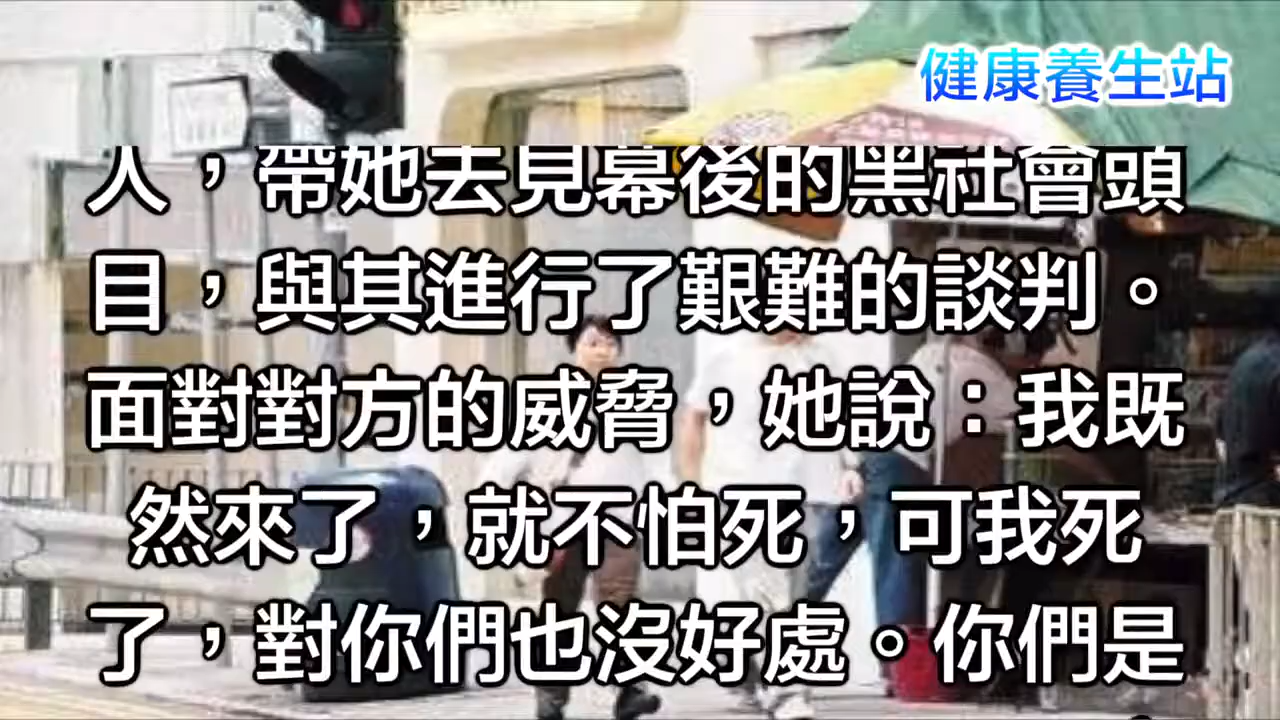 健康養生站
人，帶她去見幕後的黑社會頭
目，與其進行了艱難的談判。
面對對方的威脅，她說：我既
然來了，就不怕死，可我死
了，對你們也沒好處。你們是